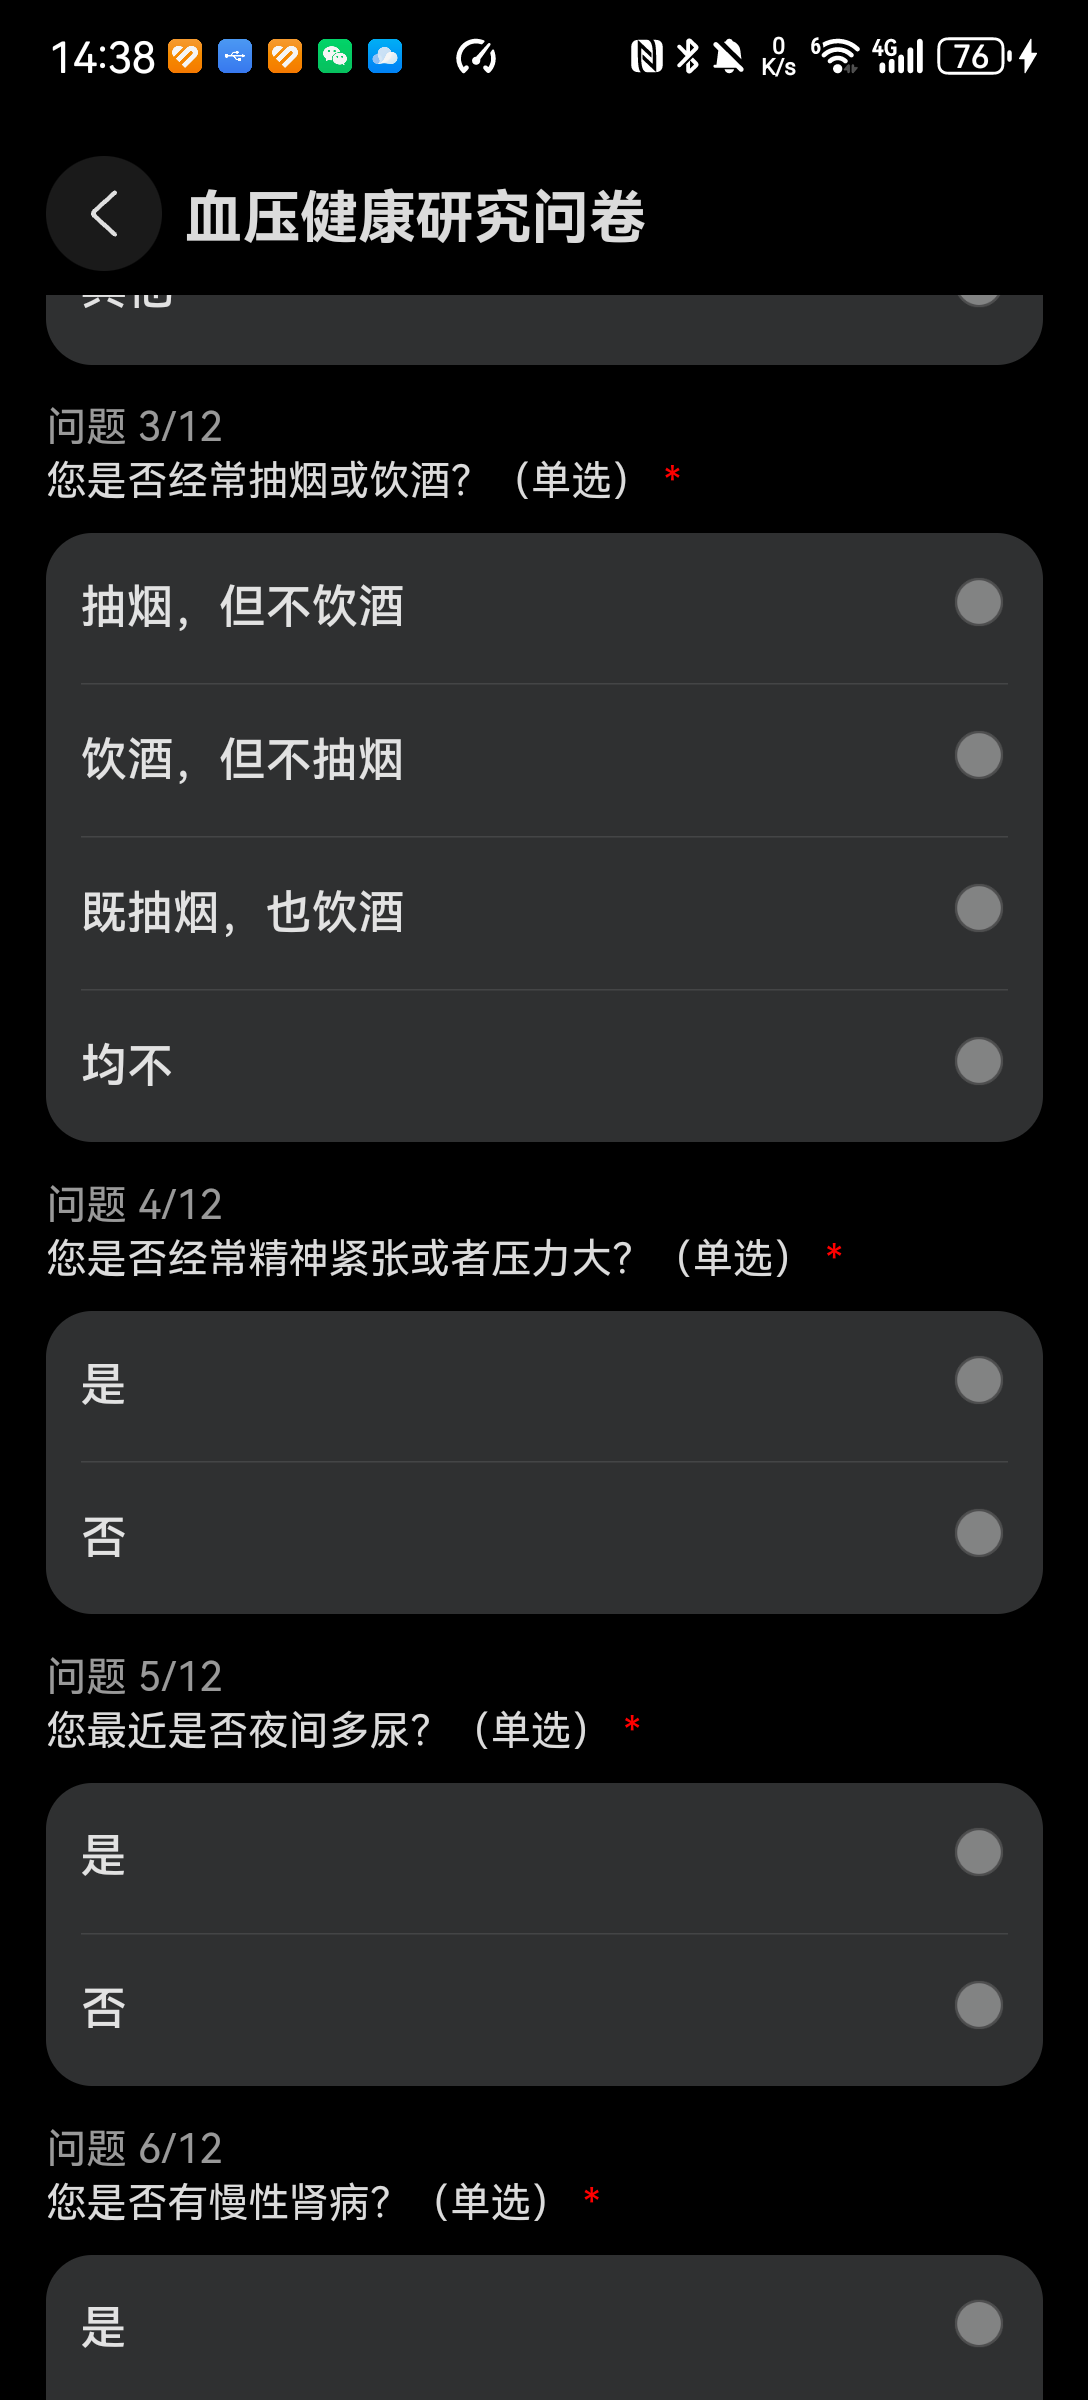 14:38
0 K/s
6
4G
76
血压健康研究问卷
问题 3/12
您是否经常抽烟或饮酒？（单选） *
抽烟，但不饮酒
饮酒，但不抽烟
既抽烟，也饮酒
均不
问题 4/12
您是否经常精神紧张或者压力大？（单选） *
是
否
问题 5/12
您最近是否夜间多尿？（单选） *
是
否
问题 6/12
您是否有慢性肾病？（单选） *
是